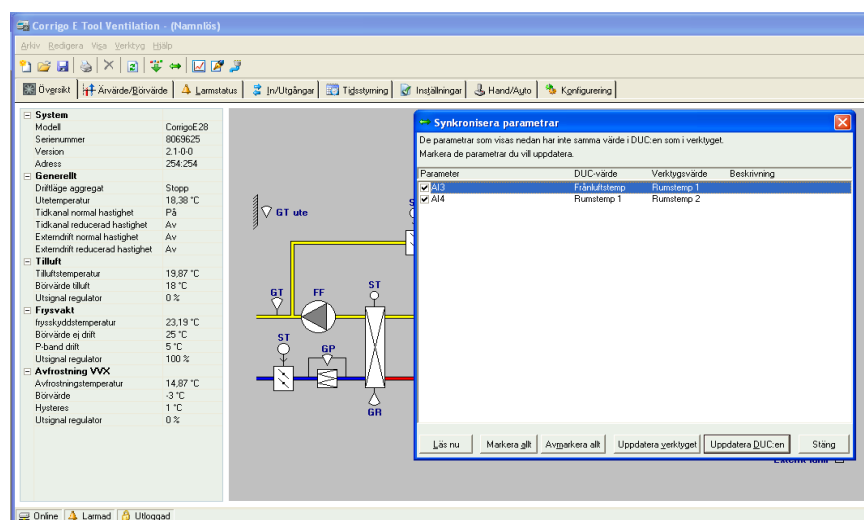 Corrigo E Tool Ventilation - (Namnlös)
Arkiv Redigera Visa Verktyg Hjälp
Översikt Ärvärde/Börvärde Larmstatus In/Utgångar Tidsstyrning Inställningar Hand/Auto Konfigurering
System
Modell CorrigoE28
Serienummer 8069625
Version 2.1-0-0
Adress 254:254
Generellt
Driftläge aggregat Stopp
Utetemperatur 18,38 °C
Tidkanal normal hastighet På
Tidkanal reducerad hastighet Av
Externdrift normal hastighet Av
Externdrift reducerad hastighet Av
Tilluft
Tilluftstemperatur 19,87 °C
Börvärde tilluft 18 °C
Utsignal regulator 0 %
Frysvakt
frysskyddstemperatur 23,19 °C
Börvärde ej drift 25 °C
P-band drift 5 °C
Utsignal regulator 100 %
Avfrostning VVX
Avfrostningstemperatur 14,87 °C
Börvärde -3 °C
Hysteres 1 °C
Utsignal regulator 0 %
GT ute
GT FF ST
ST GP
GR
Synkronisera parametrar
De parametrar som visas nedan har inte samma värde i DUC:en som i verktyget.
Markera de parametrar du vill uppdatera.
Parameter DUC-värde Verktygsvärde Beskrivning
AI3 Frånluftstemp Rumstemp 1
AI4 Rumstemp 1 Rumstemp 2
Läs nu Markera allt Avmarkera allt Uppdatera verktyget Uppdatera DUC:en Stäng
Online Larmad Utloggad